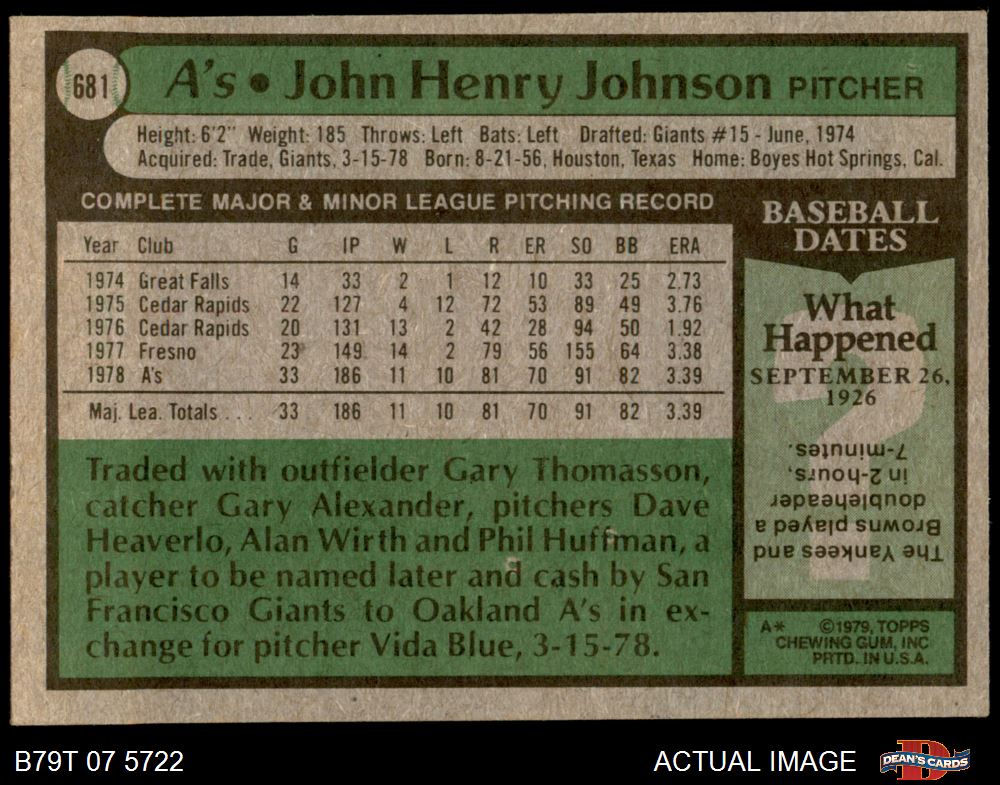 681 A's • John Henry Johnson PITCHER
Height: 6'2" Weight: 185 Throws: Left Bats: Left Drafted: Giants #15 - June, 1974
Acquired: Trade, Giants, 3-15-78 Born: 8-21-56, Houston, Texas Home: Boyes Hot Springs, Cal.
COMPLETE MAJOR & MINOR LEAGUE PITCHING RECORD
Year Club G IP W L R ER SO BB ERA
1974 Great Falls 14 33 2 1 12 10 33 25 2.73
1975 Cedar Rapids 22 127 4 12 72 53 89 49 3.76
1976 Cedar Rapids 20 131 13 2 42 28 94 50 1.92
1977 Fresno 23 149 14 2 79 56 155 64 3.38
1978 A's 33 186 11 10 81 70 91 82 3.39
Maj. Lea. Totals . . . 33 186 11 10 81 70 91 82 3.39
Traded with outfielder Gary Thomasson,
catcher Gary Alexander, pitchers Dave
Heaverlo, Alan Wirth and Phil Huffman, a
player to be named later and cash by San
Francisco Giants to Oakland A's in ex-
change for pitcher Vida Blue, 3-15-78.
BASEBALL
DATES
What
Happened
SEPTEMBER 26,
1926
The Yankees and
Browns played a
doubleheader
in 2-hours,
7-minutes.
A* ©1979, TOPPS
CHEWING GUM, INC
PRTD. IN U.S.A.
B79T 07 5722 ACTUAL IMAGE DEAN'S CARDS